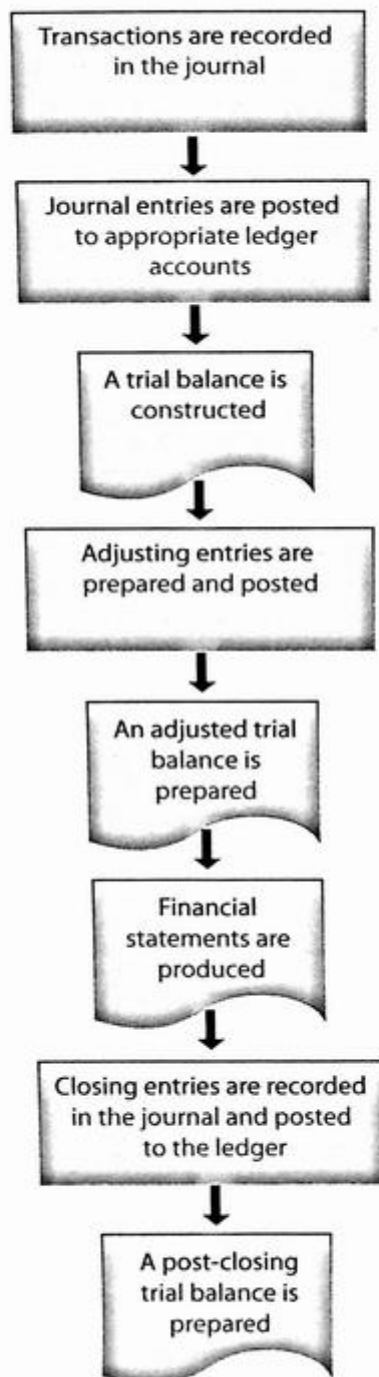 Transactions are recorded
in the journal
Journal entries are posted
to appropriate ledger
accounts
A trial balance is
constructed
Adjusting entries are
prepared and posted
An adjusted trial
balance is
prepared
Financial
statements are
produced
Closing entries are recorded
in the journal and posted
to the ledger
A post-closing
trial balance is
prepared